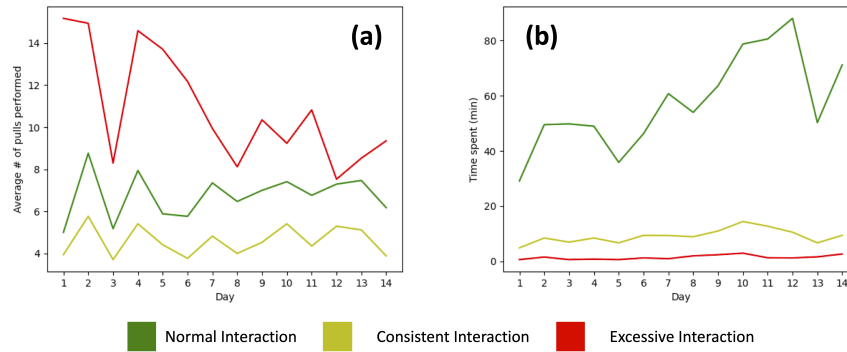 (a)
Average # of pulls performed
14
12
10
8
6
4
1 2 3 4 5 6 7 8 9 10 11 12 13 14
Day
(b)
Time spent (min)
80
60
40
20
0
1 2 3 4 5 6 7 8 9 10 11 12 13 14
Day
Normal Interaction Consistent Interaction Excessive Interaction